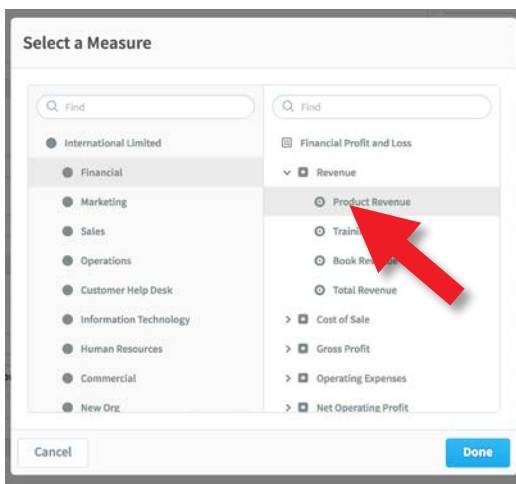 Select a Measure
Find
International Limited
Financial
Marketing
Sales
Operations
Customer Help Desk
Information Technology
Human Resources
Commercial
New Org
Find
Financial Profit and Loss
Revenue
Product Revenue
Book
Total Revenue
Cost of Sale
Gross Profit
Operating Expenses
Net Operating Profit
Cancel
Done